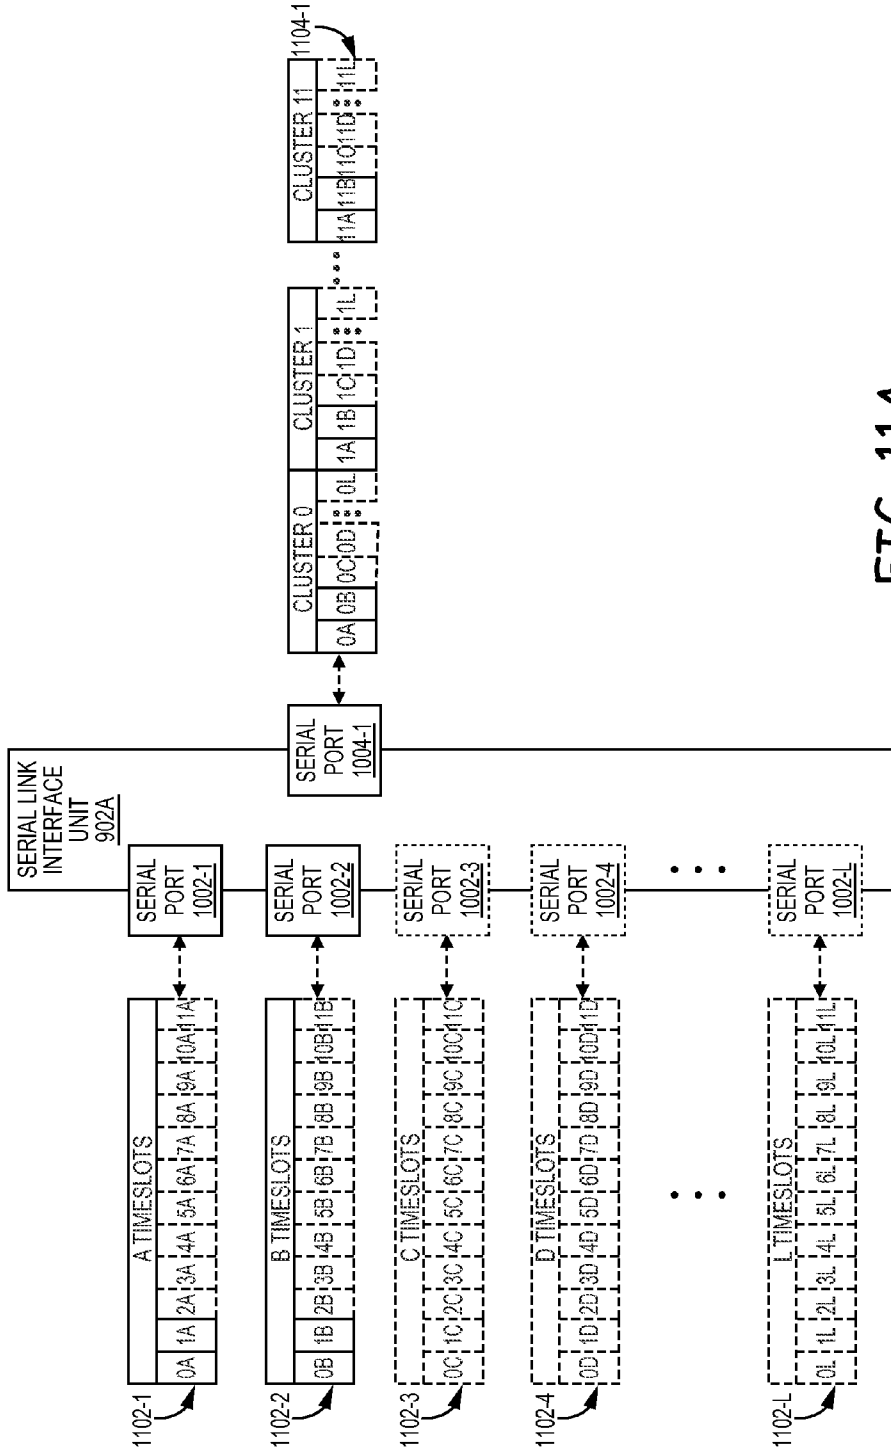 SERIAL LINK
INTERFACE
UNIT
902A
1102-1
A TIMESLOTS
0A 1A 2A 3A 4A 5A 6A 7A 8A 9A 10A 11A
SERIAL
PORT
1002-1
1102-2
B TIMESLOTS
0B 1B 2B 3B 4B 5B 6B 7B 8B 9B 10B 11B
SERIAL
PORT
1002-2
1102-3
C TIMESLOTS
0C 1C 2C 3C 4C 5C 6C 7C 8C 9C 10C 11C
SERIAL
PORT
1002-3
1102-4
D TIMESLOTS
0D 1D 2D 3D 4D 5D 6D 7D 8D 9D 10D 11D
SERIAL
PORT
1002-4
1102-L
L TIMESLOTS
0L 1L 2L 3L 4L 5L 6L 7L 8L 9L 10L 11L
SERIAL
PORT
1002-L
SERIAL
PORT
1004-1
CLUSTER 0
0A 0B 0C 0D 0L
CLUSTER 1
1A 1B 1C 1D 1L
CLUSTER 11
11A 11B 11C 11D 11L
1104-1
FIG. 11A